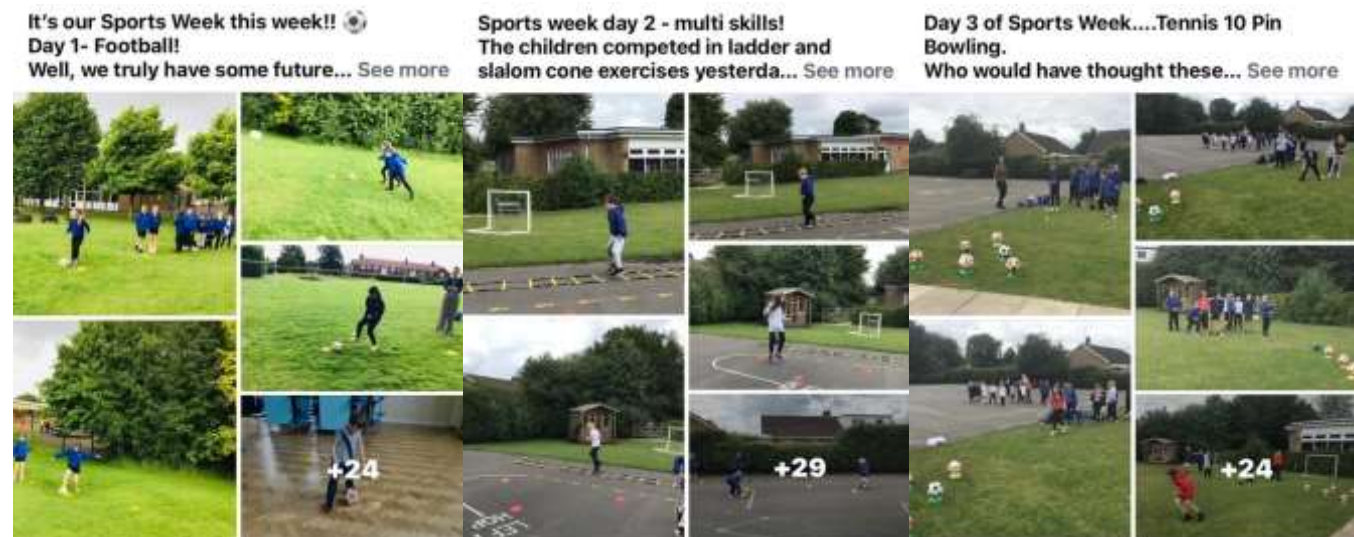 It's our Sports Week this week!! ⚽
Day 1- Football!
Well, we truly have some future... See more
Sports week day 2 - multi skills!
The children competed in ladder and
slalom cone exercises yesterda... See more
Day 3 of Sports Week....Tennis 10 Pin
Bowling.
Who would have thought these... See more
+24
+29
+24